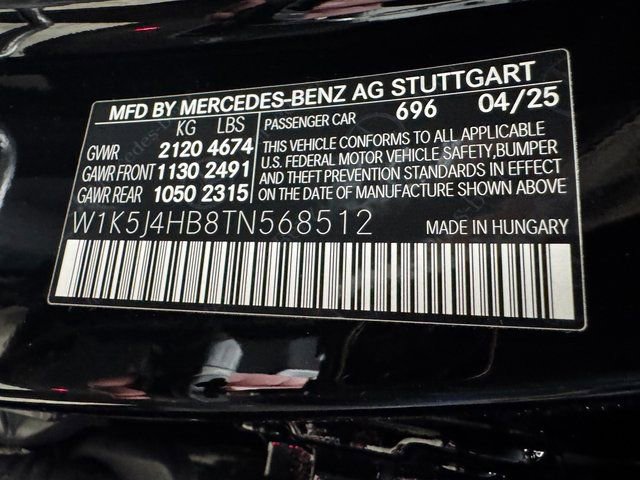 MFD BY MERCEDES-BENZ AG STUTTGART
KG LBS PASSENGER CAR 696 04/25
GVWR 2120 4674
GAWR FRONT 1130 2491
GAWR REAR 1050 2315
THIS VEHICLE CONFORMS TO ALL APPLICABLE
U.S. FEDERAL MOTOR VEHICLE SAFETY,BUMPER
AND THEFT PREVENTION STANDARDS IN EFFECT
ON THE DATE OF MANUFACTURE SHOWN ABOVE
W1K5J4HB8TN568512 MADE IN HUNGARY